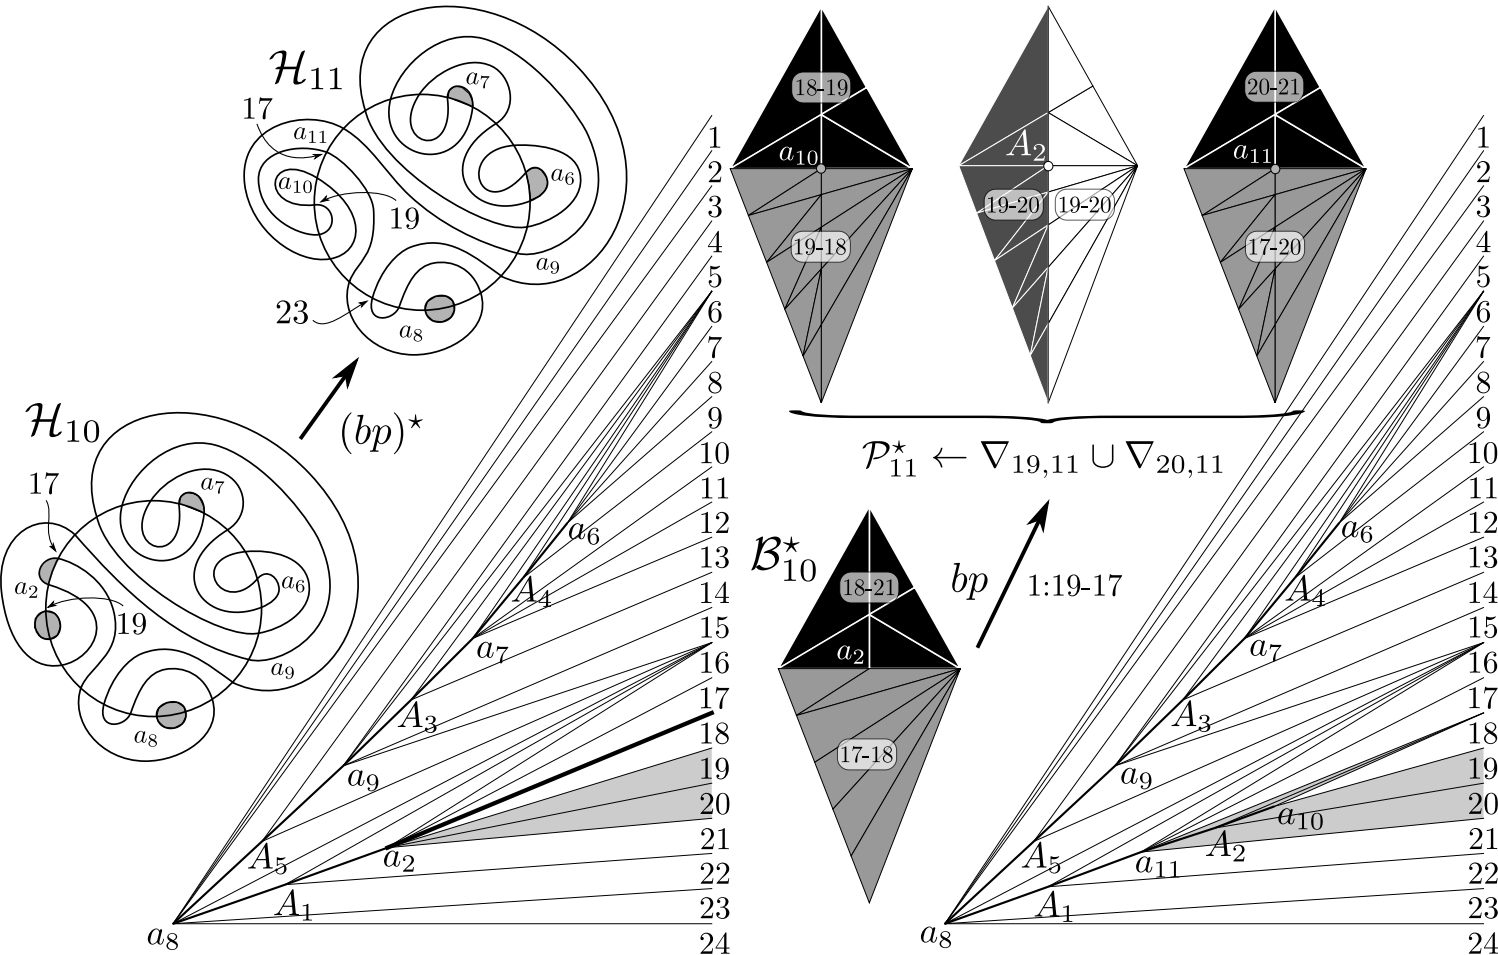 ℋ₁₁
17
a₁₁
a₁₀
a₇
a₆
19
a₉
23
a₈
(bp)⋆
ℋ₁₀
17
a₇
a₂
a₆
19
a₉
a₈
1
2
3
4
5
6
7
8
9
10
11
12
13
14
15
16
17
18
19
20
21
22
23
24
a₆
A₄
a₇
A₃
a₉
A₅
a₂
A₁
a₈
18-19
a₁₀
19-18
A₂
19-20
19-20
20-21
a₁₁
17-20
𝒫⋆₁₁ ← ∇₁₉,₁₁ ∪ ∇₂₀,₁₁
ℬ⋆₁₀
18-21
a₂
17-18
bp
1:19-17
1
2
3
4
5
6
7
8
9
10
11
12
13
14
15
16
17
18
19
20
21
22
23
24
a₆
A₄
a₇
A₃
a₉
a₁₀
A₅
A₂
a₁₁
A₁
a₈